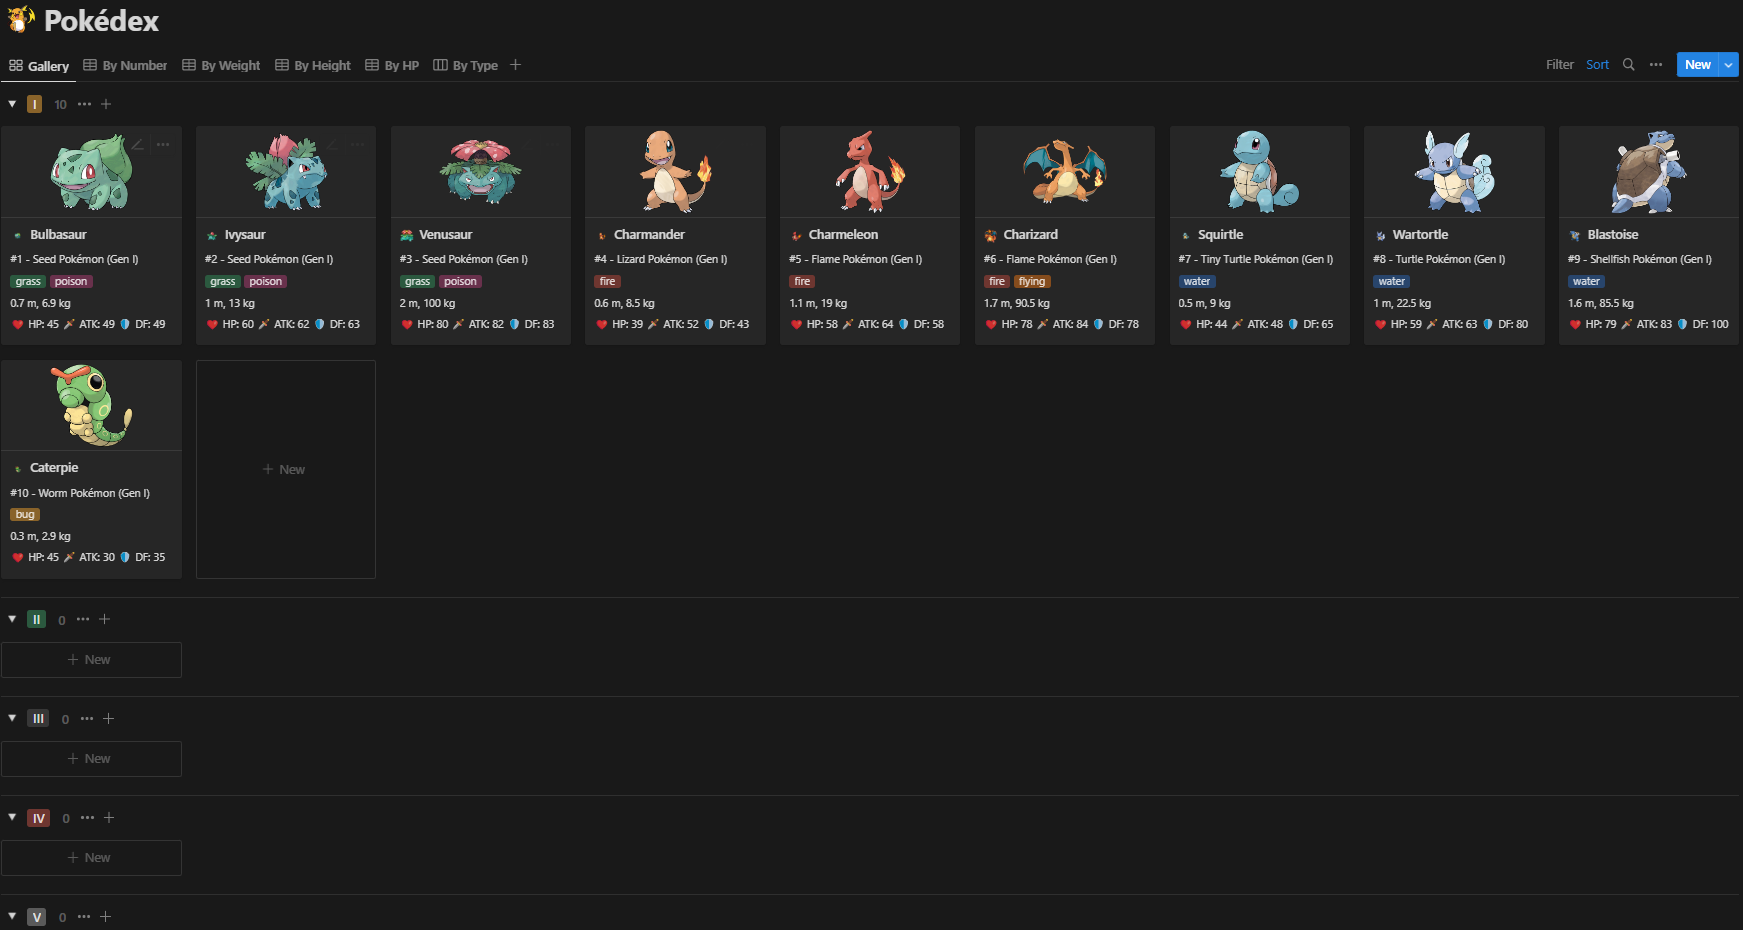 Pokédex
Gallery By Number By Weight By Height By HP By Type
Filter Sort New
I 10
Bulbasaur
#1 - Seed Pokémon (Gen I)
grass poison
0.7 m, 6.9 kg
HP: 45 ATK: 49 DF: 49
Ivysaur
#2 - Seed Pokémon (Gen I)
grass poison
1 m, 13 kg
HP: 60 ATK: 62 DF: 63
Venusaur
#3 - Seed Pokémon (Gen I)
grass poison
2 m, 100 kg
HP: 80 ATK: 82 DF: 83
Charmander
#4 - Lizard Pokémon (Gen I)
fire
0.6 m, 8.5 kg
HP: 39 ATK: 52 DF: 43
Charmeleon
#5 - Flame Pokémon (Gen I)
fire
1.1 m, 19 kg
HP: 58 ATK: 64 DF: 58
Charizard
#6 - Flame Pokémon (Gen I)
fire flying
1.7 m, 90.5 kg
HP: 78 ATK: 84 DF: 78
Squirtle
#7 - Tiny Turtle Pokémon (Gen I)
water
0.5 m, 9 kg
HP: 44 ATK: 48 DF: 65
Wartortle
#8 - Turtle Pokémon (Gen I)
water
1 m, 22.5 kg
HP: 59 ATK: 63 DF: 80
Blastoise
#9 - Shellfish Pokémon (Gen I)
water
1.6 m, 85.5 kg
HP: 79 ATK: 83 DF: 100
Caterpie
#10 - Worm Pokémon (Gen I)
bug
0.3 m, 2.9 kg
HP: 45 ATK: 30 DF: 35
+ New
II 0
+ New
III 0
+ New
IV 0
+ New
V 0